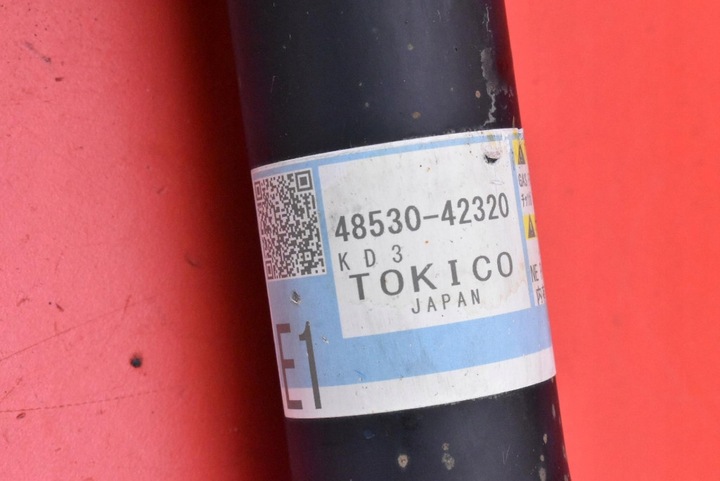 48530-42320
KD3
TOKICO
JAPAN
E1